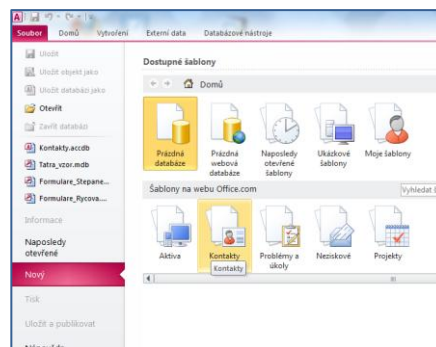 Soubor Domů Vytvoření Externí data Databázové nástroje
Uložit
Uložit objekt jako
Uložit databázi jako
Otevřít
Zavřít databázi
Kontakty.accdb
Tatra_vzor.mdb
Formulare_Stepane...
Formulare_Rycova....
Informace
Naposledy
otevřené
Nový
Tisk
Uložit a publikovat
Dostupné šablony
Domů
Prázdná
databáze
Prázdná
webová
databáze
Naposledy
otevřené
šablony
Ukázkové
šablony
Moje šablony
Šablony na webu Office.com
Vyhledat š
Aktiva
Kontakty
Problémy a
úkoly
Neziskové
Projekty
Kontakty